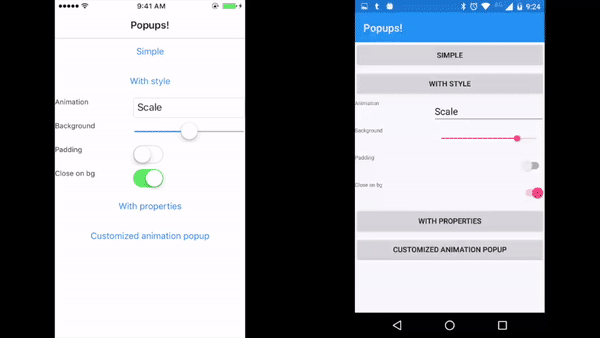 9:41 AM
Popups!
Simple
With style
Animation
Scale
Background
Padding
Close on bg
With properties
Customized animation popup
9:24
Popups!
SIMPLE
WITH STYLE
Animation
Scale
Background
Padding
Close on bg
WITH PROPERTIES
CUSTOMIZED ANIMATION POPUP